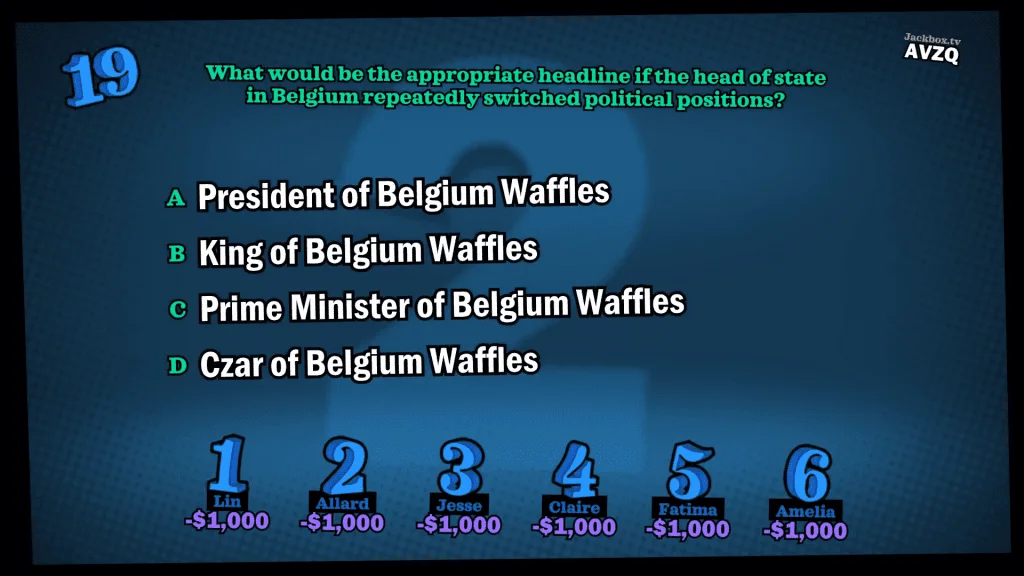 19
What would be the appropriate headline if the head of state
in Belgium repeatedly switched political positions?
Jackbox.tv
AVZQ
A President of Belgium Waffles
B King of Belgium Waffles
C Prime Minister of Belgium Waffles
D Czar of Belgium Waffles
2
1 2 3 4 5 6
Lin Allard Jesse Claire Fatima Amelia
-$1,000 -$1,000 -$1,000 -$1,000 -$1,000 -$1,000